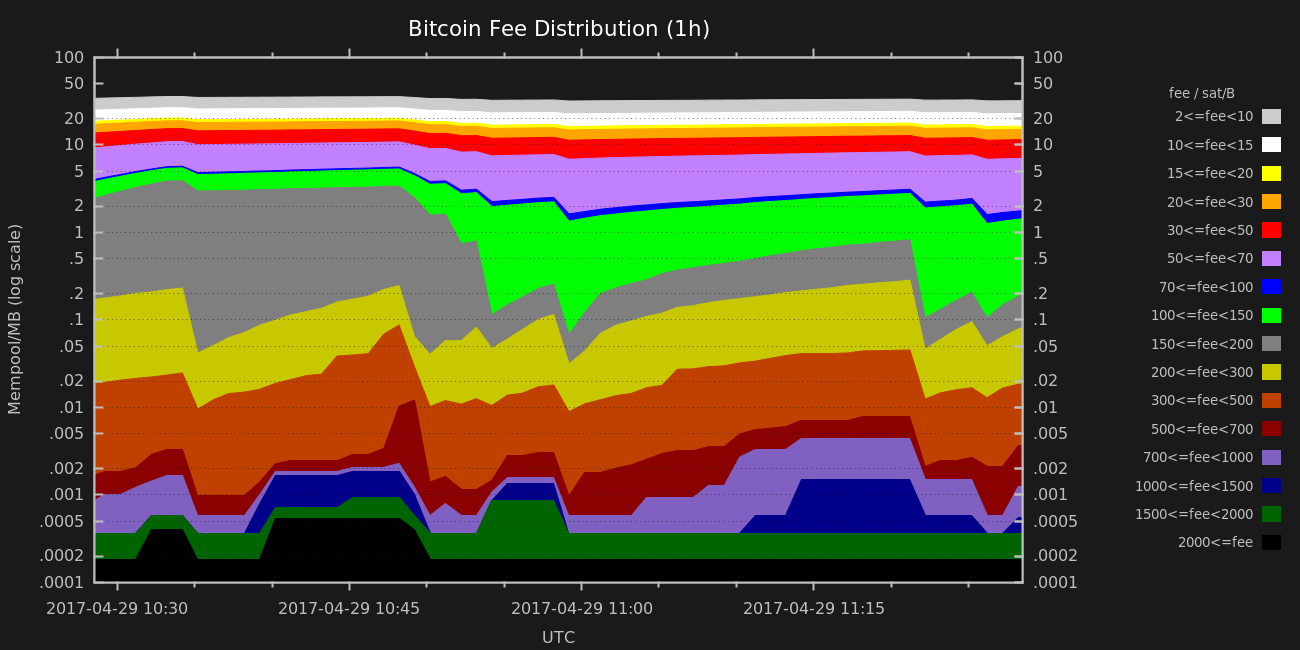 Bitcoin Fee Distribution (1h)
100 100
50 50
20 20
10 10
5 5
2 2
1 1
.5 .5
.2 .2
.1 .1
.05 .05
.02 .02
.01 .01
.005 .005
.002 .002
.001 .001
.0005 .0005
.0002 .0002
.0001 .0001
Mempool/MB (log scale)
2017-04-29 10:30 2017-04-29 10:45 2017-04-29 11:00 2017-04-29 11:15
UTC
fee / sat/B
2<=fee<10
10<=fee<15
15<=fee<20
20<=fee<30
30<=fee<50
50<=fee<70
70<=fee<100
100<=fee<150
150<=fee<200
200<=fee<300
300<=fee<500
500<=fee<700
700<=fee<1000
1000<=fee<1500
1500<=fee<2000
2000<=fee